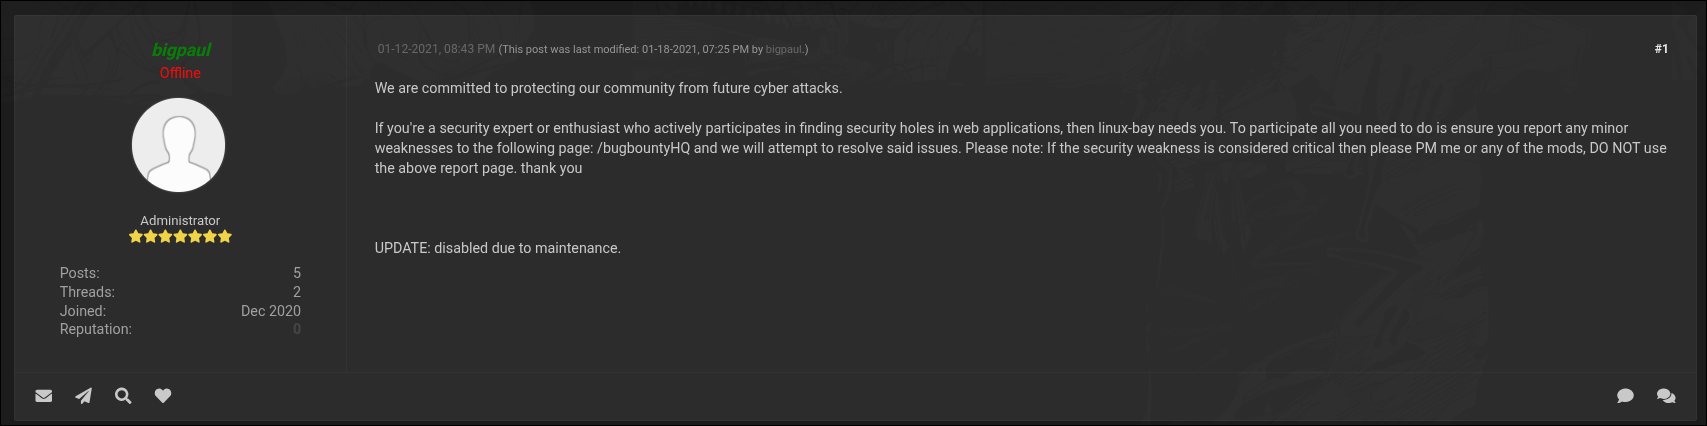 bigpaul
Offline
Administrator
Posts: 5
Threads: 2
Joined: Dec 2020
Reputation: 0
01-12-2021, 08:43 PM (This post was last modified: 01-18-2021, 07:25 PM by bigpaul.)
#1
We are committed to protecting our community from future cyber attacks.
If you're a security expert or enthusiast who actively participates in finding security holes in web applications, then linux-bay needs you. To participate all you need to do is ensure you report any minor
weaknesses to the following page: /bugbountyHQ and we will attempt to resolve said issues. Please note: If the security weakness is considered critical then please PM me or any of the mods, DO NOT use
the above report page. thank you
UPDATE: disabled due to maintenance.